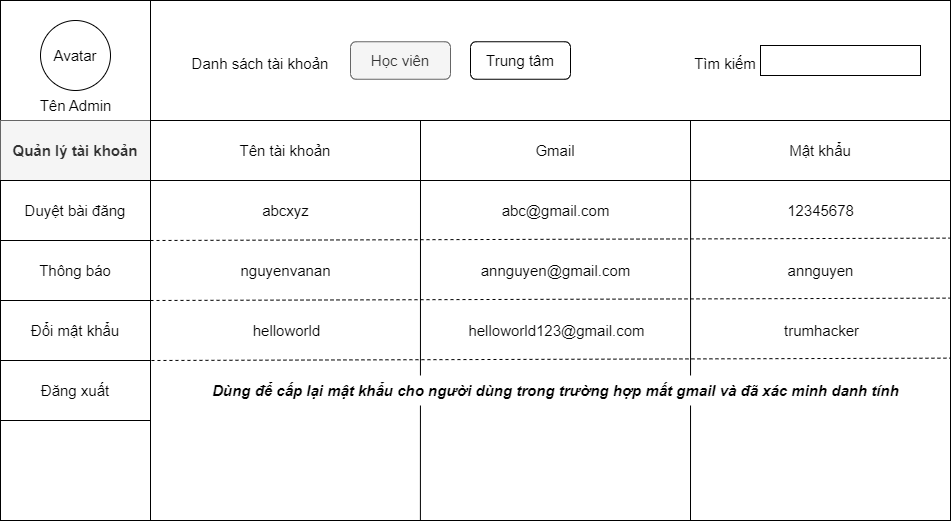 Avatar
Tên Admin
Danh sách tài khoản
Học viên
Trung tâm
Tìm kiếm
Quản lý tài khoản
Tên tài khoản
Gmail
Mật khẩu
Duyệt bài đăng
abcxyz
abc@gmail.com
12345678
Thông báo
nguyenvanan
annguyen@gmail.com
annguyen
Đổi mật khẩu
helloworld
helloworld123@gmail.com
trumhacker
Đăng xuất
Dùng để cấp lại mật khẩu cho người dùng trong trường hợp mất gmail và đã xác minh danh tính